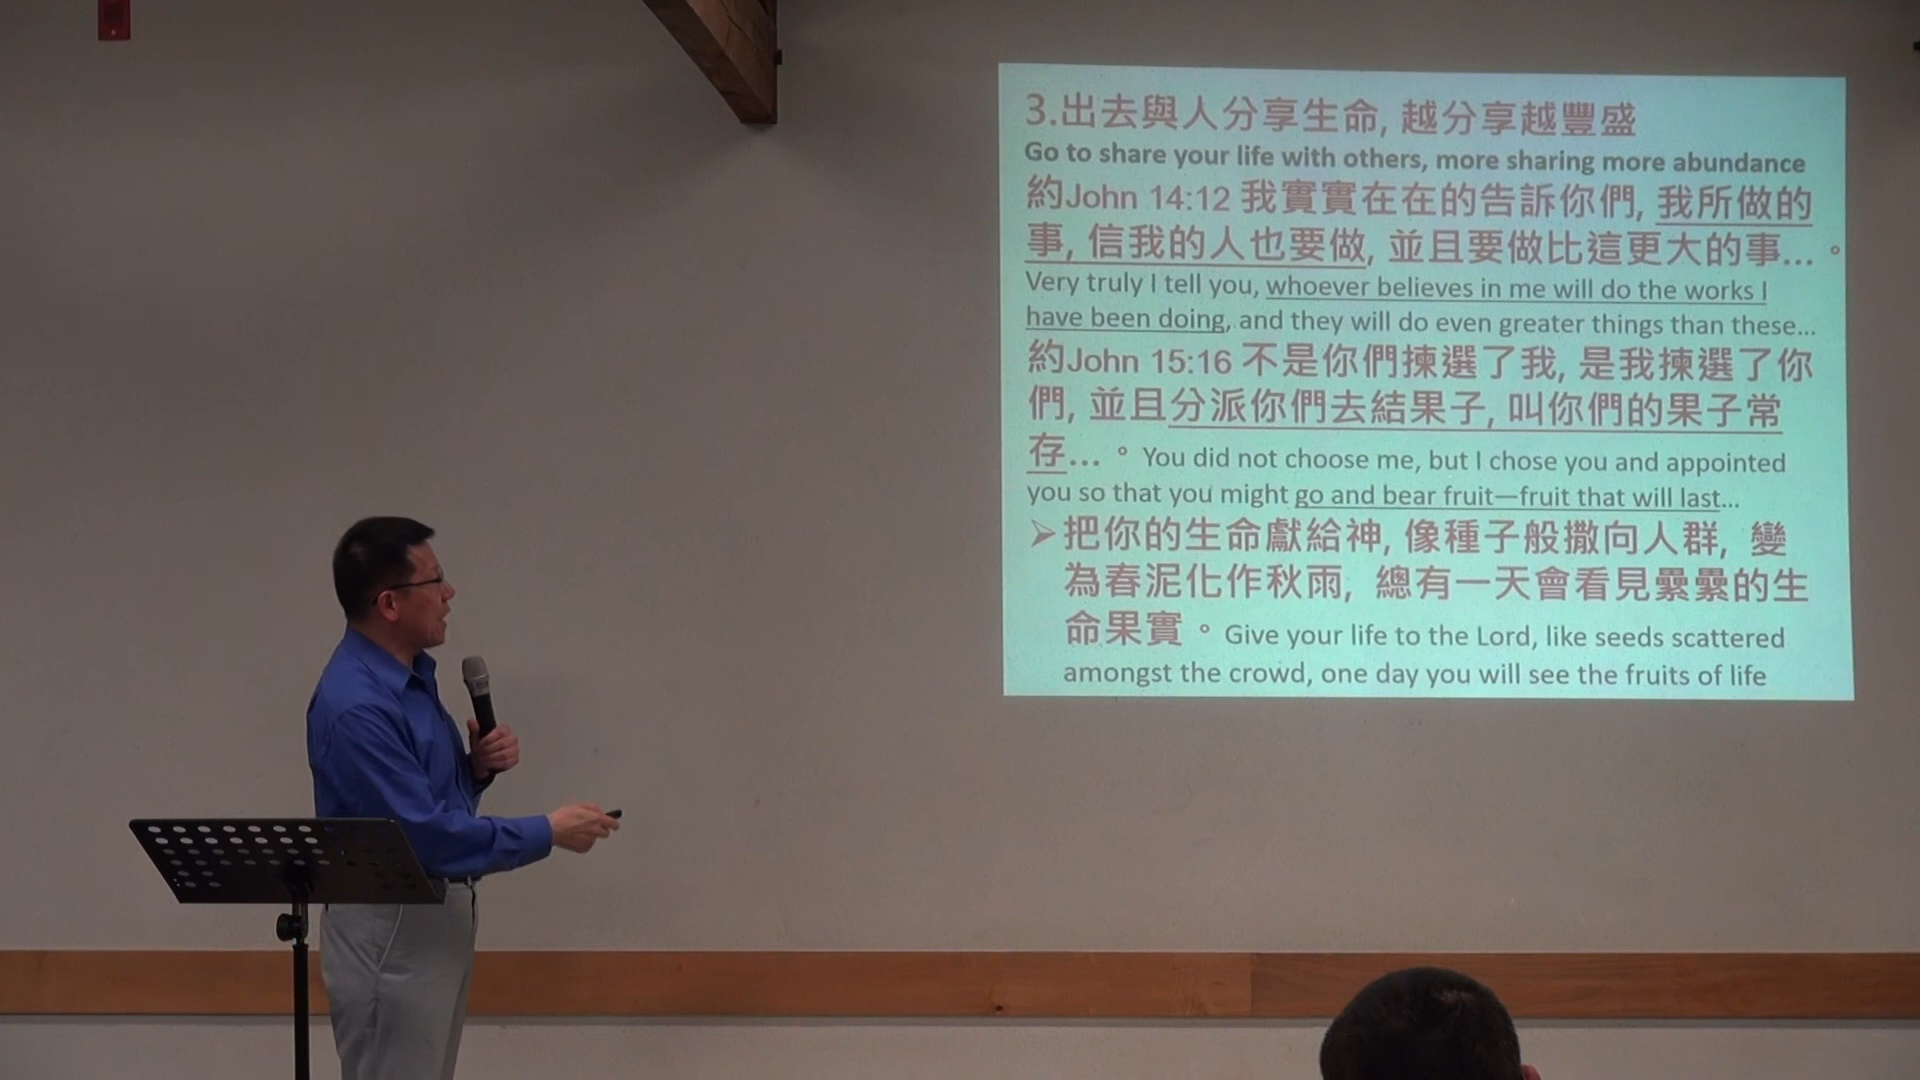 3.出去與人分享生命, 越分享越豐盛
Go to share your life with others, more sharing more abundance
約John 14:12 我實實在在的告訴你們, 我所做的
事, 信我的人也要做, 並且要做比這更大的事…。
Very truly I tell you, whoever believes in me will do the works I
have been doing, and they will do even greater things than these…
約John 15:16 不是你們揀選了我, 是我揀選了你
們, 並且分派你們去結果子, 叫你們的果子常
存…。You did not choose me, but I chose you and appointed
you so that you might go and bear fruit—fruit that will last…
➢把你的生命獻給神, 像種子般撒向人群, 變
為春泥化作秋雨, 總有一天會看見纍纍的生
命果實。Give your life to the Lord, like seeds scattered
amongst the crowd, one day you will see the fruits of life